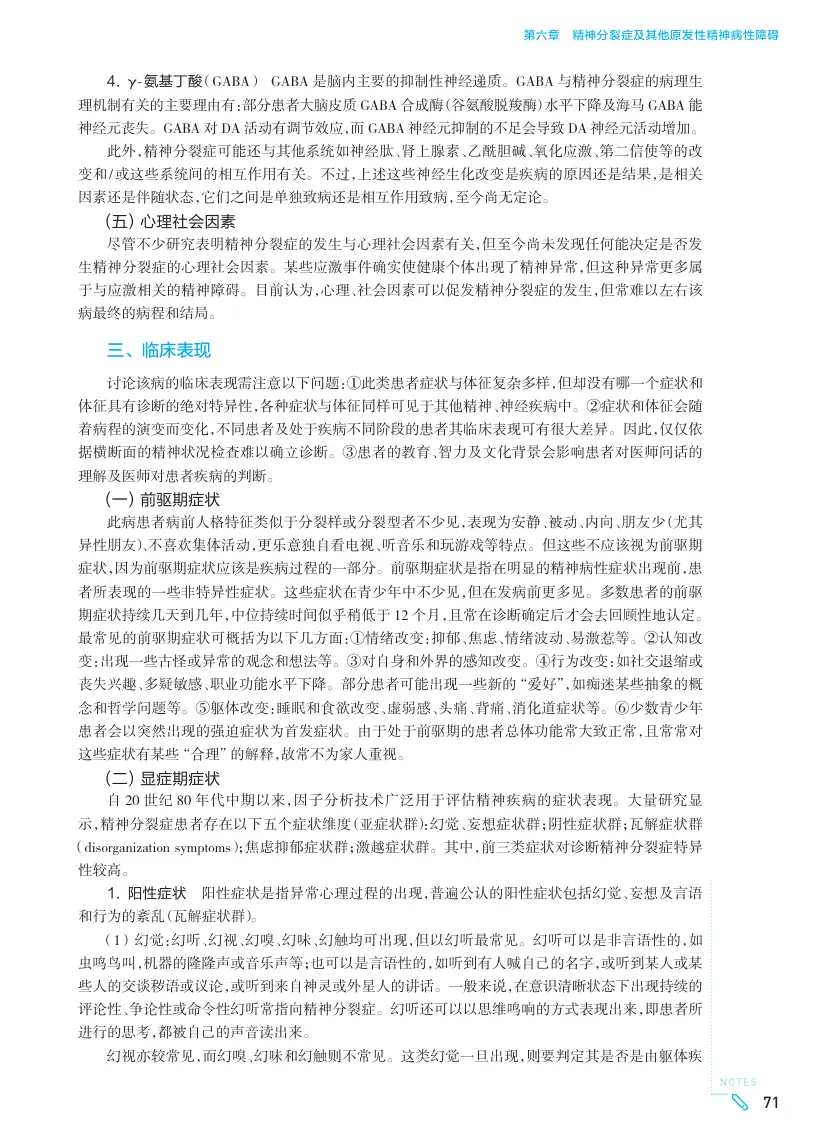 第六章 精神分裂症及其他原发性精神病性障碍
4. γ-氨基丁酸(GABA) GABA 是脑内主要的抑制性神经递质。GABA 与精神分裂症的病理生
理机制有关的主要理由有:部分患者大脑皮质 GABA 合成酶(谷氨酸脱羧酶)水平下降及海马 GABA 能
神经元丧失。GABA 对 DA 活动有调节效应,而 GABA 神经元抑制的不足会导致 DA 神经元活动增加。
此外,精神分裂症可能还与其他系统如神经肽、肾上腺素、乙酰胆碱、氧化应激、第二信使等的改
变和/或这些系统间的相互作用有关。不过,上述这些神经生化改变是疾病的原因还是结果,是相关
因素还是伴随状态,它们之间是单独致病还是相互作用致病,至今尚无定论。
(五)心理社会因素
尽管不少研究表明精神分裂症的发生与心理社会因素有关,但至今尚未发现任何能决定是否发
生精神分裂症的心理社会因素。某些应激事件确实使健康个体出现了精神异常,但这种异常更多属
于与应激相关的精神障碍。目前认为,心理、社会因素可以促发精神分裂症的发生,但常难以左右该
病最终的病程和结局。
三、临床表现
讨论该病的临床表现需注意以下问题:①此类患者症状与体征复杂多样,但却没有哪一个症状和
体征具有诊断的绝对特异性,各种症状与体征同样可见于其他精神、神经疾病中。②症状和体征会随
着病程的演变而变化,不同患者及处于疾病不同阶段的患者其临床表现可有很大差异。因此,仅仅依
据横断面的精神状况检查难以确立诊断。③患者的教育、智力及文化背景会影响患者对医师问话的
理解及医师对患者疾病的判断。
(一)前驱期症状
此病患者病前人格特征类似于分裂样或分裂型者不少见,表现为安静、被动、内向、朋友少(尤其
异性朋友)、不喜欢集体活动,更乐意独自看电视、听音乐和玩游戏等特点。但这些不应该视为前驱期
症状,因为前驱期症状应该是疾病过程的一部分。前驱期症状是指在明显的精神病性症状出现前,患
者所表现的一些非特异性症状。这些症状在青少年中不少见,但在发病前更多见。多数患者的前驱
期症状持续几天到几年,中位持续时间似乎稍低于 12 个月,且常在诊断确定后才会去回顾性地认定。
最常见的前驱期症状可概括为以下几方面:①情绪改变:抑郁、焦虑、情绪波动、易激惹等。②认知改
变:出现一些古怪或异常的观念和想法等。③对自身和外界的感知改变。④行为改变:如社交退缩或
丧失兴趣、多疑敏感、职业功能水平下降。部分患者可能出现一些新的“爱好”,如痴迷某些抽象的概
念和哲学问题等。⑤躯体改变:睡眠和食欲改变、虚弱感、头痛、背痛、消化道症状等。⑥少数青少年
患者会以突然出现的强迫症状为首发症状。由于处于前驱期的患者总体功能常大致正常,且常常对
这些症状有某些“合理”的解释,故常不为家人重视。
(二)显症期症状
自 20 世纪 80 年代中期以来,因子分析技术广泛用于评估精神疾病的症状表现。大量研究显
示,精神分裂症患者存在以下五个症状维度(亚症状群):幻觉、妄想症状群;阴性症状群;瓦解症状群
(disorganization symptoms);焦虑抑郁症状群;激越症状群。其中,前三类症状对诊断精神分裂症特异
性较高。
1. 阳性症状 阳性症状是指异常心理过程的出现,普遍公认的阳性症状包括幻觉、妄想及言语
和行为的紊乱(瓦解症状群)。
(1)幻觉:幻听、幻视、幻嗅、幻味、幻触均可出现,但以幻听最常见。幻听可以是非言语性的,如
虫鸣鸟叫,机器的隆隆声或音乐声等;也可以是言语性的,如听到有人喊自己的名字,或听到某人或某
些人的交谈秽语或议论,或听到来自神灵或外星人的讲话。一般来说,在意识清晰状态下出现持续的
评论性、争论性或命令性幻听常指向精神分裂症。幻听还可以以思维鸣响的方式表现出来,即患者所
进行的思考,都被自己的声音读出来。
幻视亦较常见,而幻嗅、幻味和幻触则不常见。这类幻觉一旦出现,则要判定其是否是由躯体疾
NOTES
71